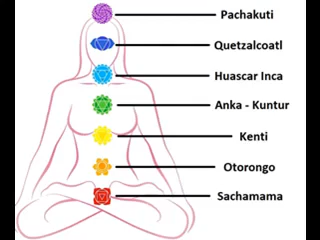 Pachakuti
Quetzalcoatl
Huascar Inca
Anka - Kuntur
Kenti
Otorongo
Sachamama